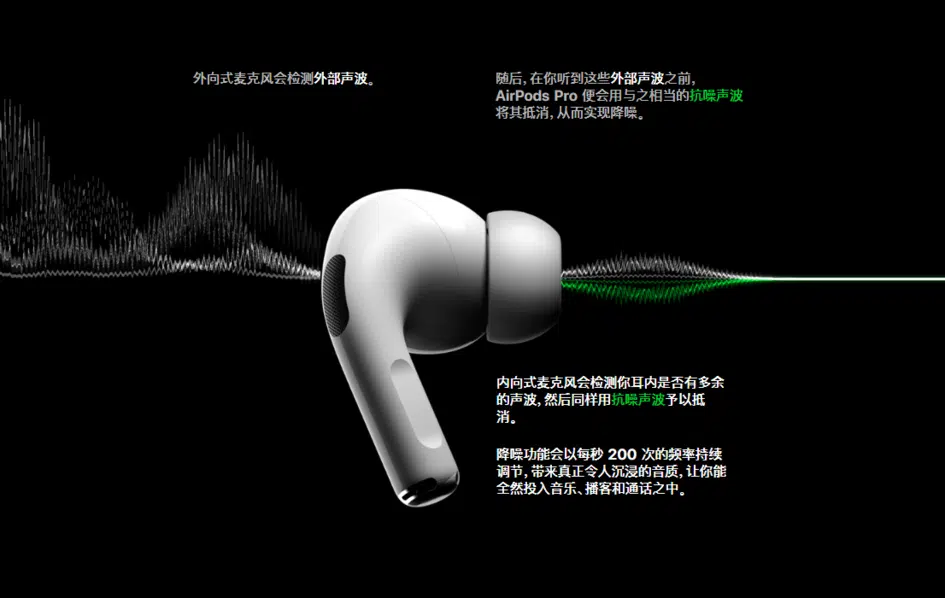 外向式麦克风会检测外部声波。
随后，在你听到这些外部声波之前，
AirPods Pro 便会用与之相当的抗噪声波
将其抵消，从而实现降噪。
内向式麦克风会检测你耳内是否有多余
的声波，然后同样用抗噪声波予以抵
消。
降噪功能会以每秒 200 次的频率持续
调节，带来真正令人沉浸的音质，让你能
全然投入音乐、播客和通话之中。